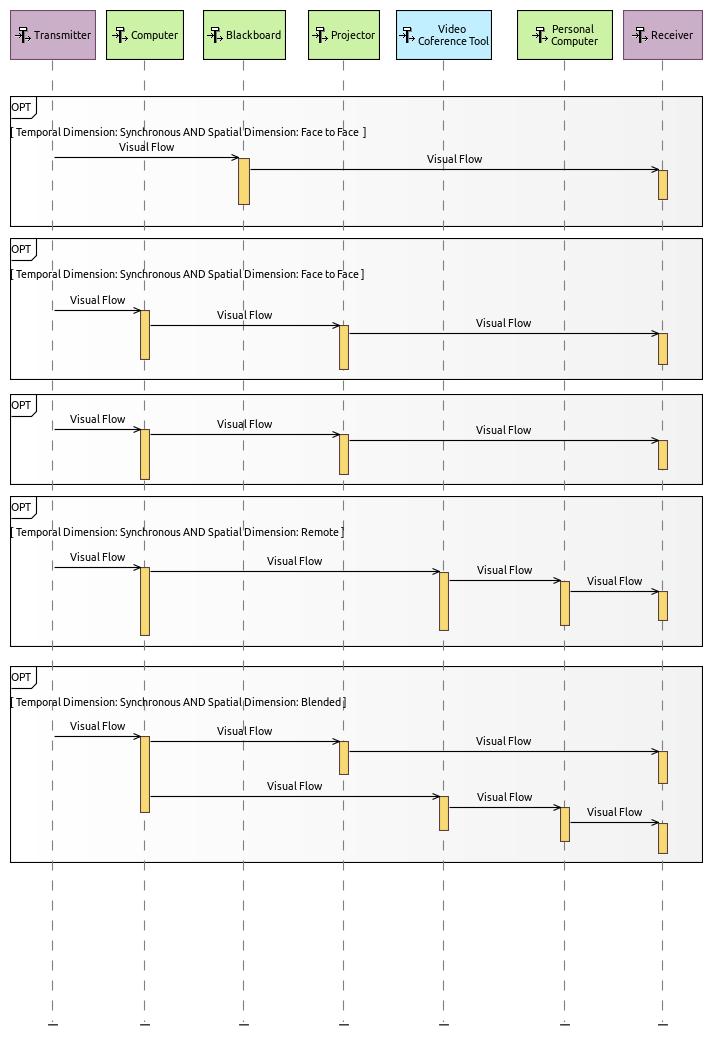 Transmitter
Computer
Blackboard
Projector
Video
Coference Tool
Personal
Computer
Receiver
OPT
[ Temporal Dimension: Synchronous AND Spatial Dimension: Face to Face ]
Visual Flow
Visual Flow
OPT
[ Temporal Dimension: Synchronous AND Spatial Dimension: Face to Face ]
Visual Flow
Visual Flow
Visual Flow
OPT
Visual Flow
Visual Flow
Visual Flow
OPT
[ Temporal Dimension: Synchronous AND Spatial Dimension: Remote ]
Visual Flow
Visual Flow
Visual Flow
Visual Flow
OPT
[ Temporal Dimension: Synchronous AND Spatial Dimension: Blended ]
Visual Flow
Visual Flow
Visual Flow
Visual Flow
Visual Flow
Visual Flow